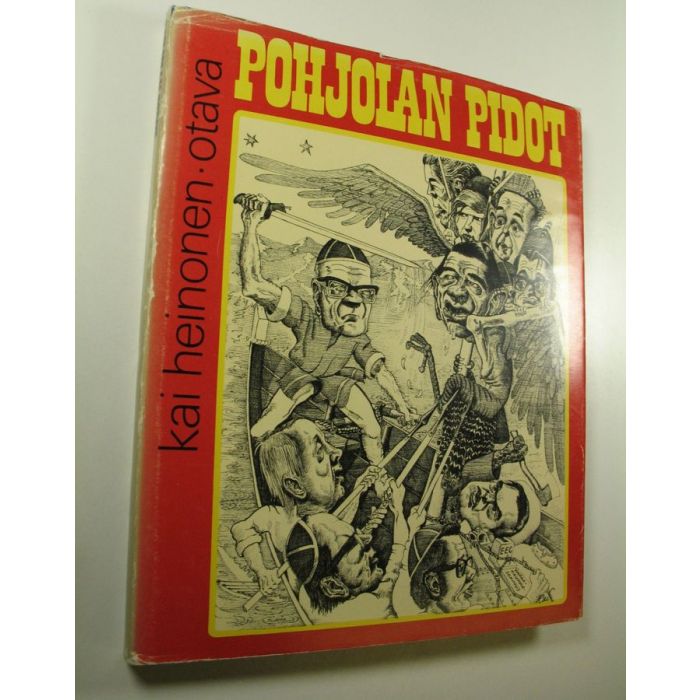 POHJOLAN PIDOT
kai heinonen · otava
EEC